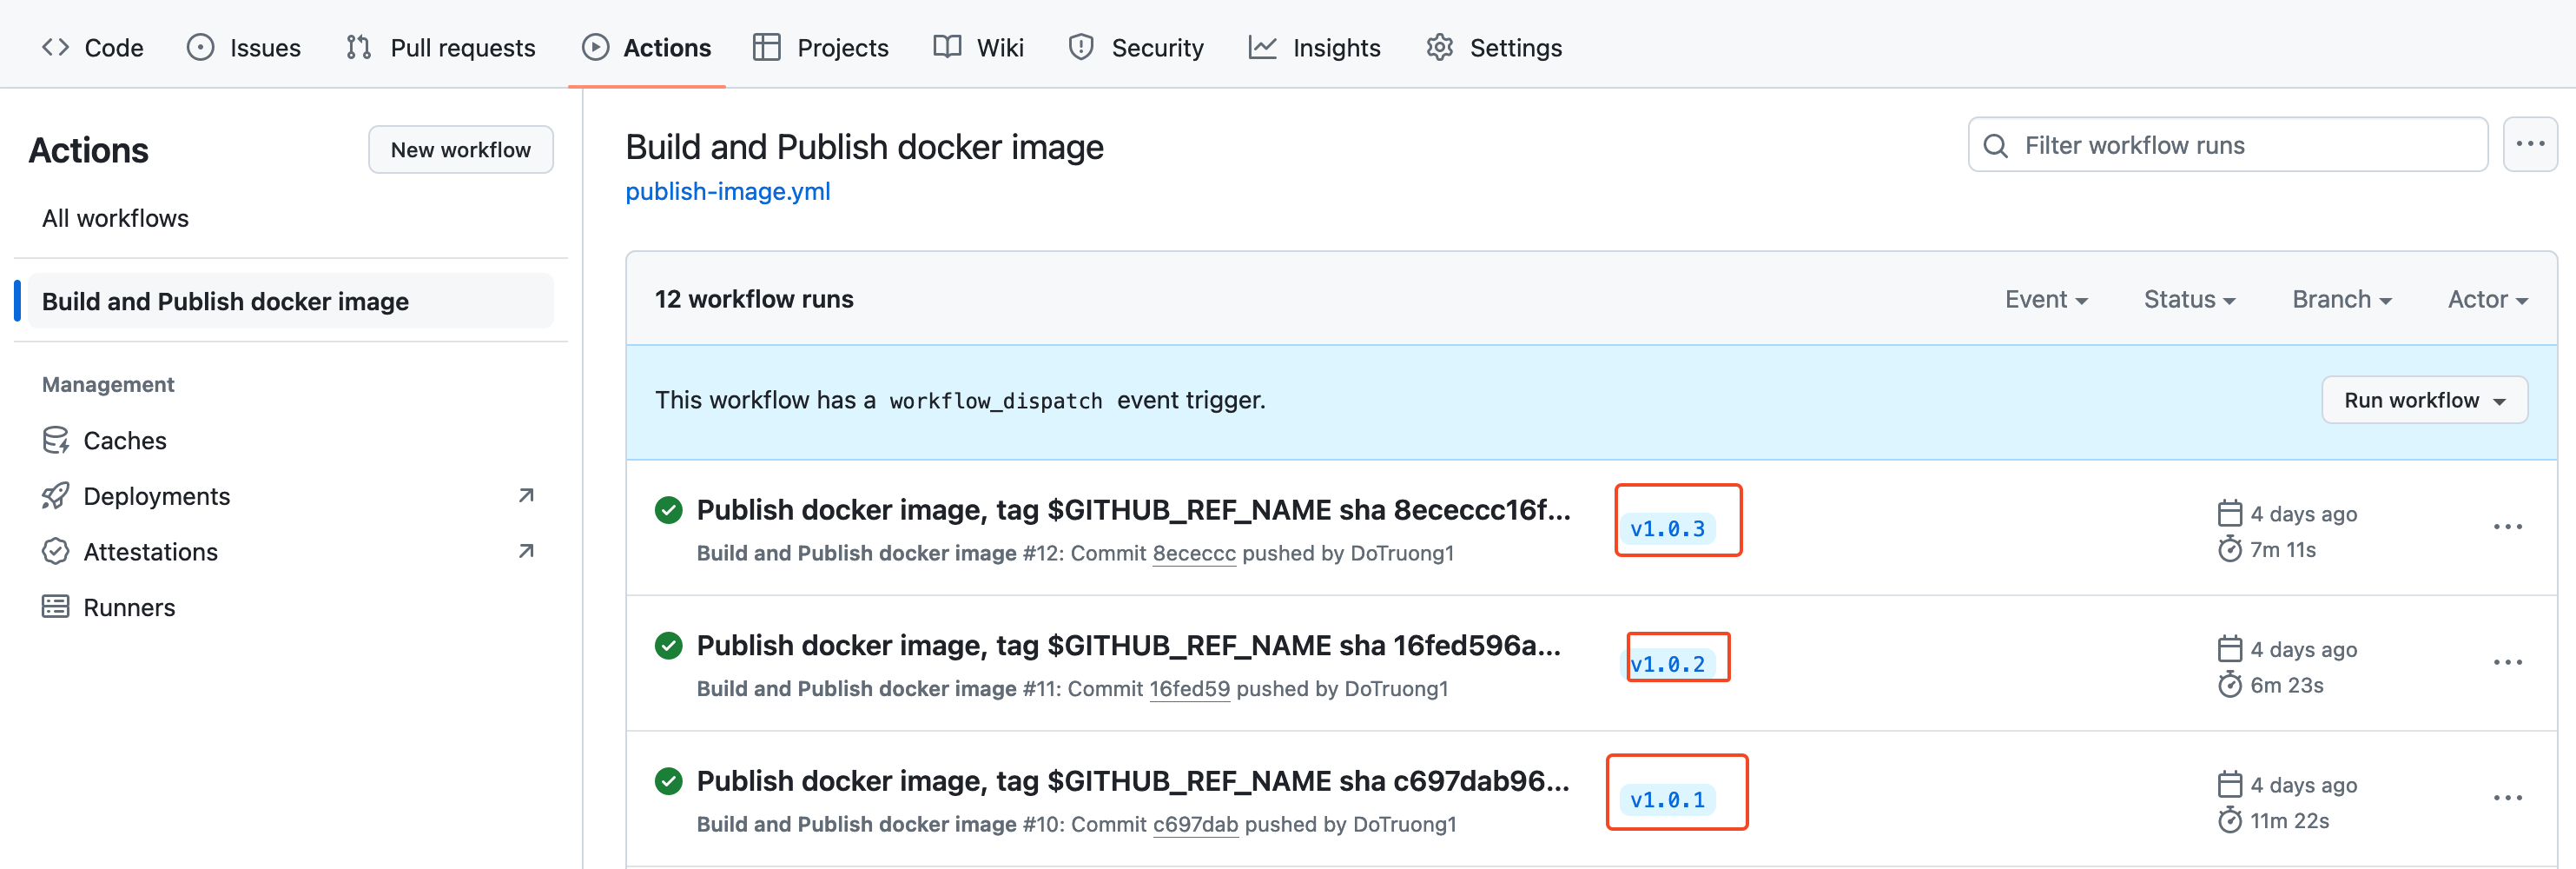 Code Issues Pull requests Actions Projects Wiki Security Insights Settings
Actions
New workflow
All workflows
Build and Publish docker image
Management
Caches
Deployments
Attestations
Runners
Build and Publish docker image
publish-image.yml
Filter workflow runs
12 workflow runs
Event Status Branch Actor
This workflow has a workflow_dispatch event trigger.
Run workflow
Publish docker image, tag $GITHUB_REF_NAME sha 8ececcc16f...
Build and Publish docker image #12: Commit 8ececcc pushed by DoTruong1
v1.0.3
4 days ago
7m 11s
Publish docker image, tag $GITHUB_REF_NAME sha 16fed596a...
Build and Publish docker image #11: Commit 16fed59 pushed by DoTruong1
v1.0.2
4 days ago
6m 23s
Publish docker image, tag $GITHUB_REF_NAME sha c697dab96...
Build and Publish docker image #10: Commit c697dab pushed by DoTruong1
v1.0.1
4 days ago
11m 22s